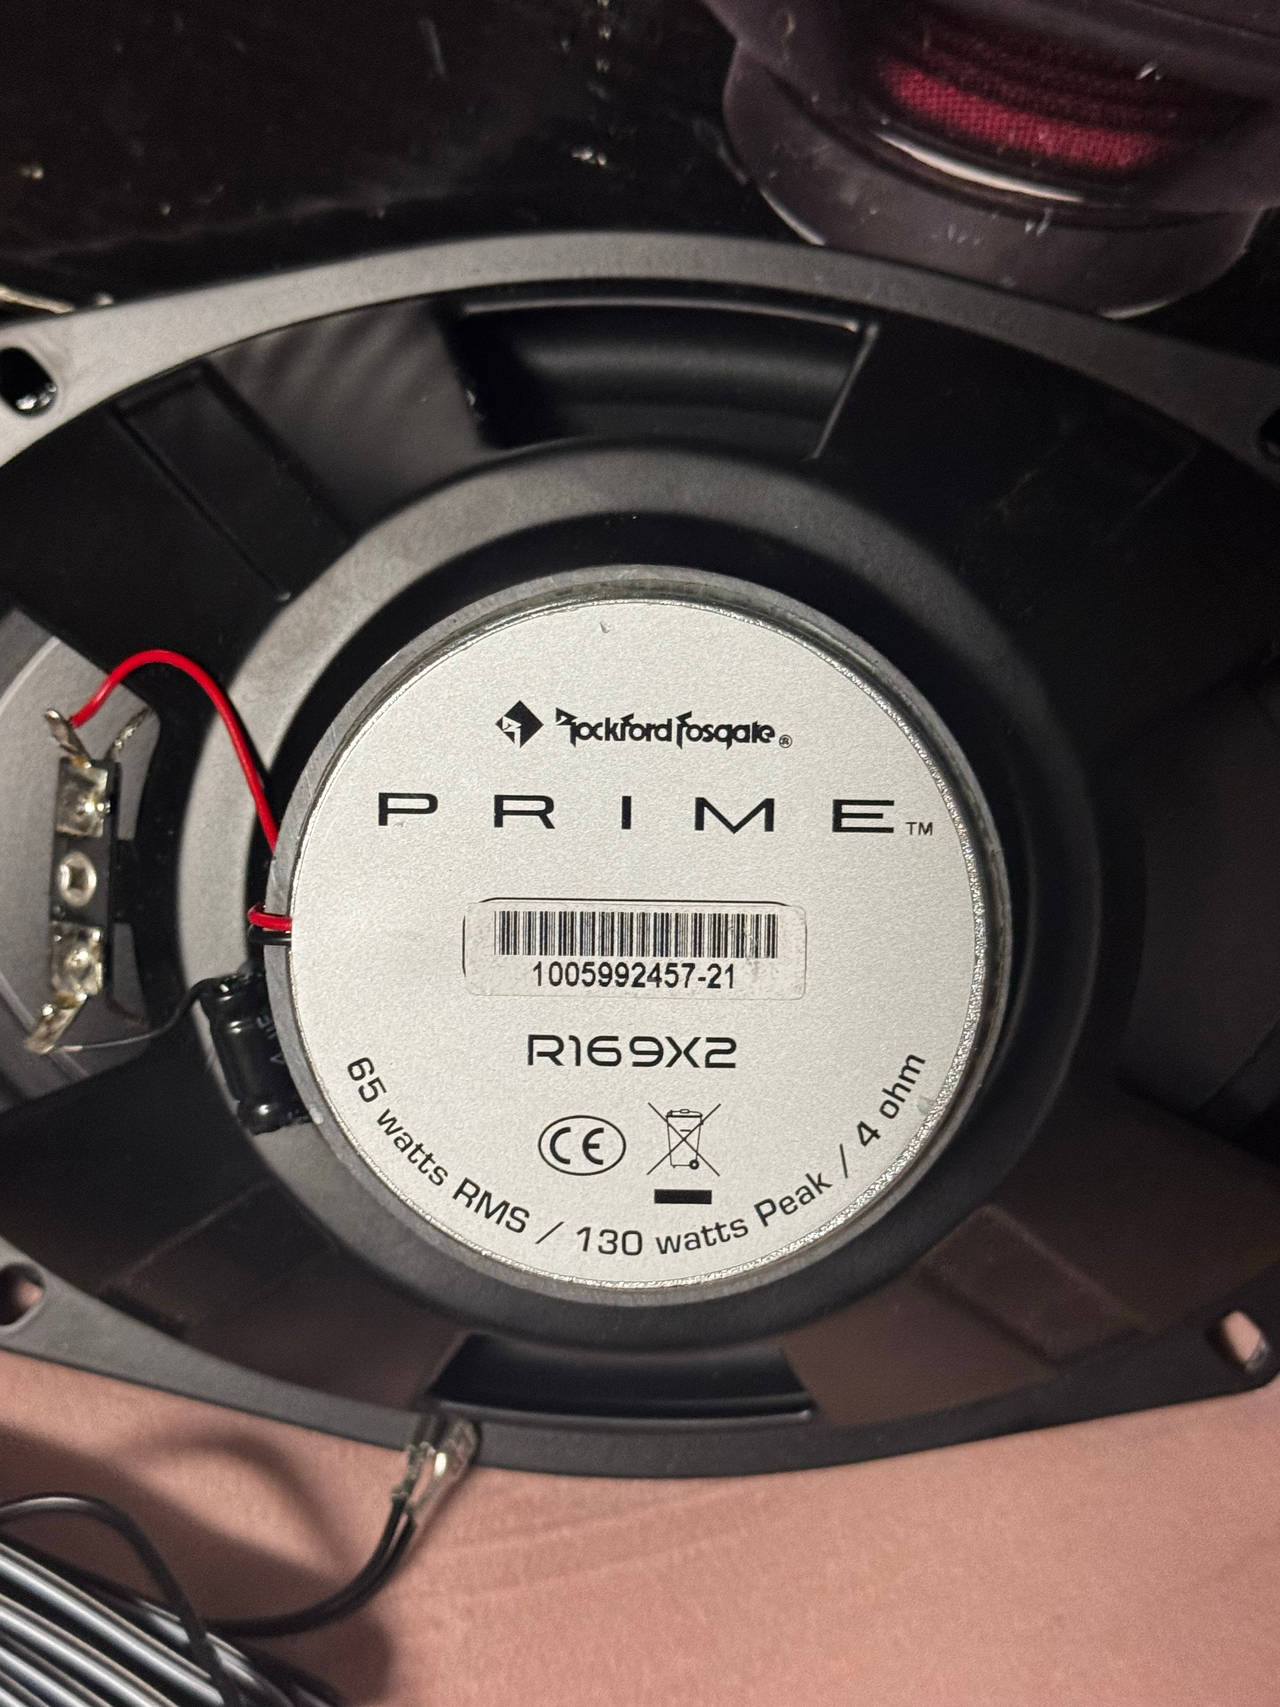 Rockford Fosgate®
PRIME™
1005992457-21
R169X2
CE
65 watts RMS / 130 watts Peak / 4 ohm